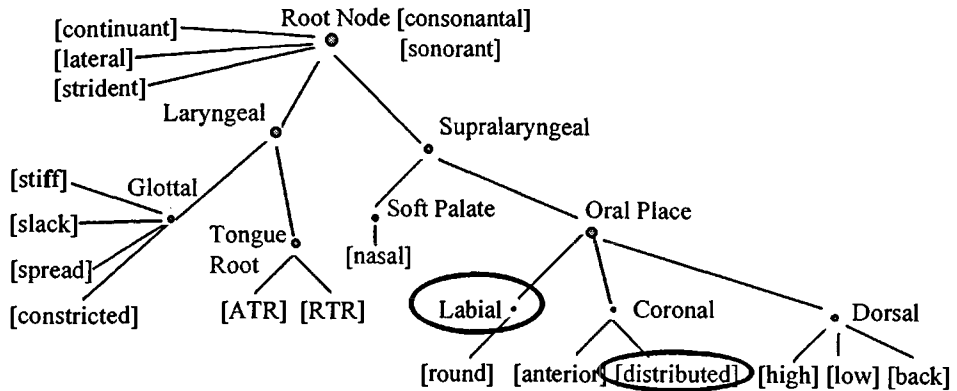 Root Node [consonantal]
[continuant]
[sonorant]
[lateral]
[strident]
Laryngeal
Supralaryngeal
[stiff]
Glottal
Soft Palate
Oral Place
[slack]
Tongue
Root
[nasal]
[spread]
[constricted]
[ATR] [RTR]
Labial
Coronal
Dorsal
[round]
[anterior] [distributed] [high] [low] [back]